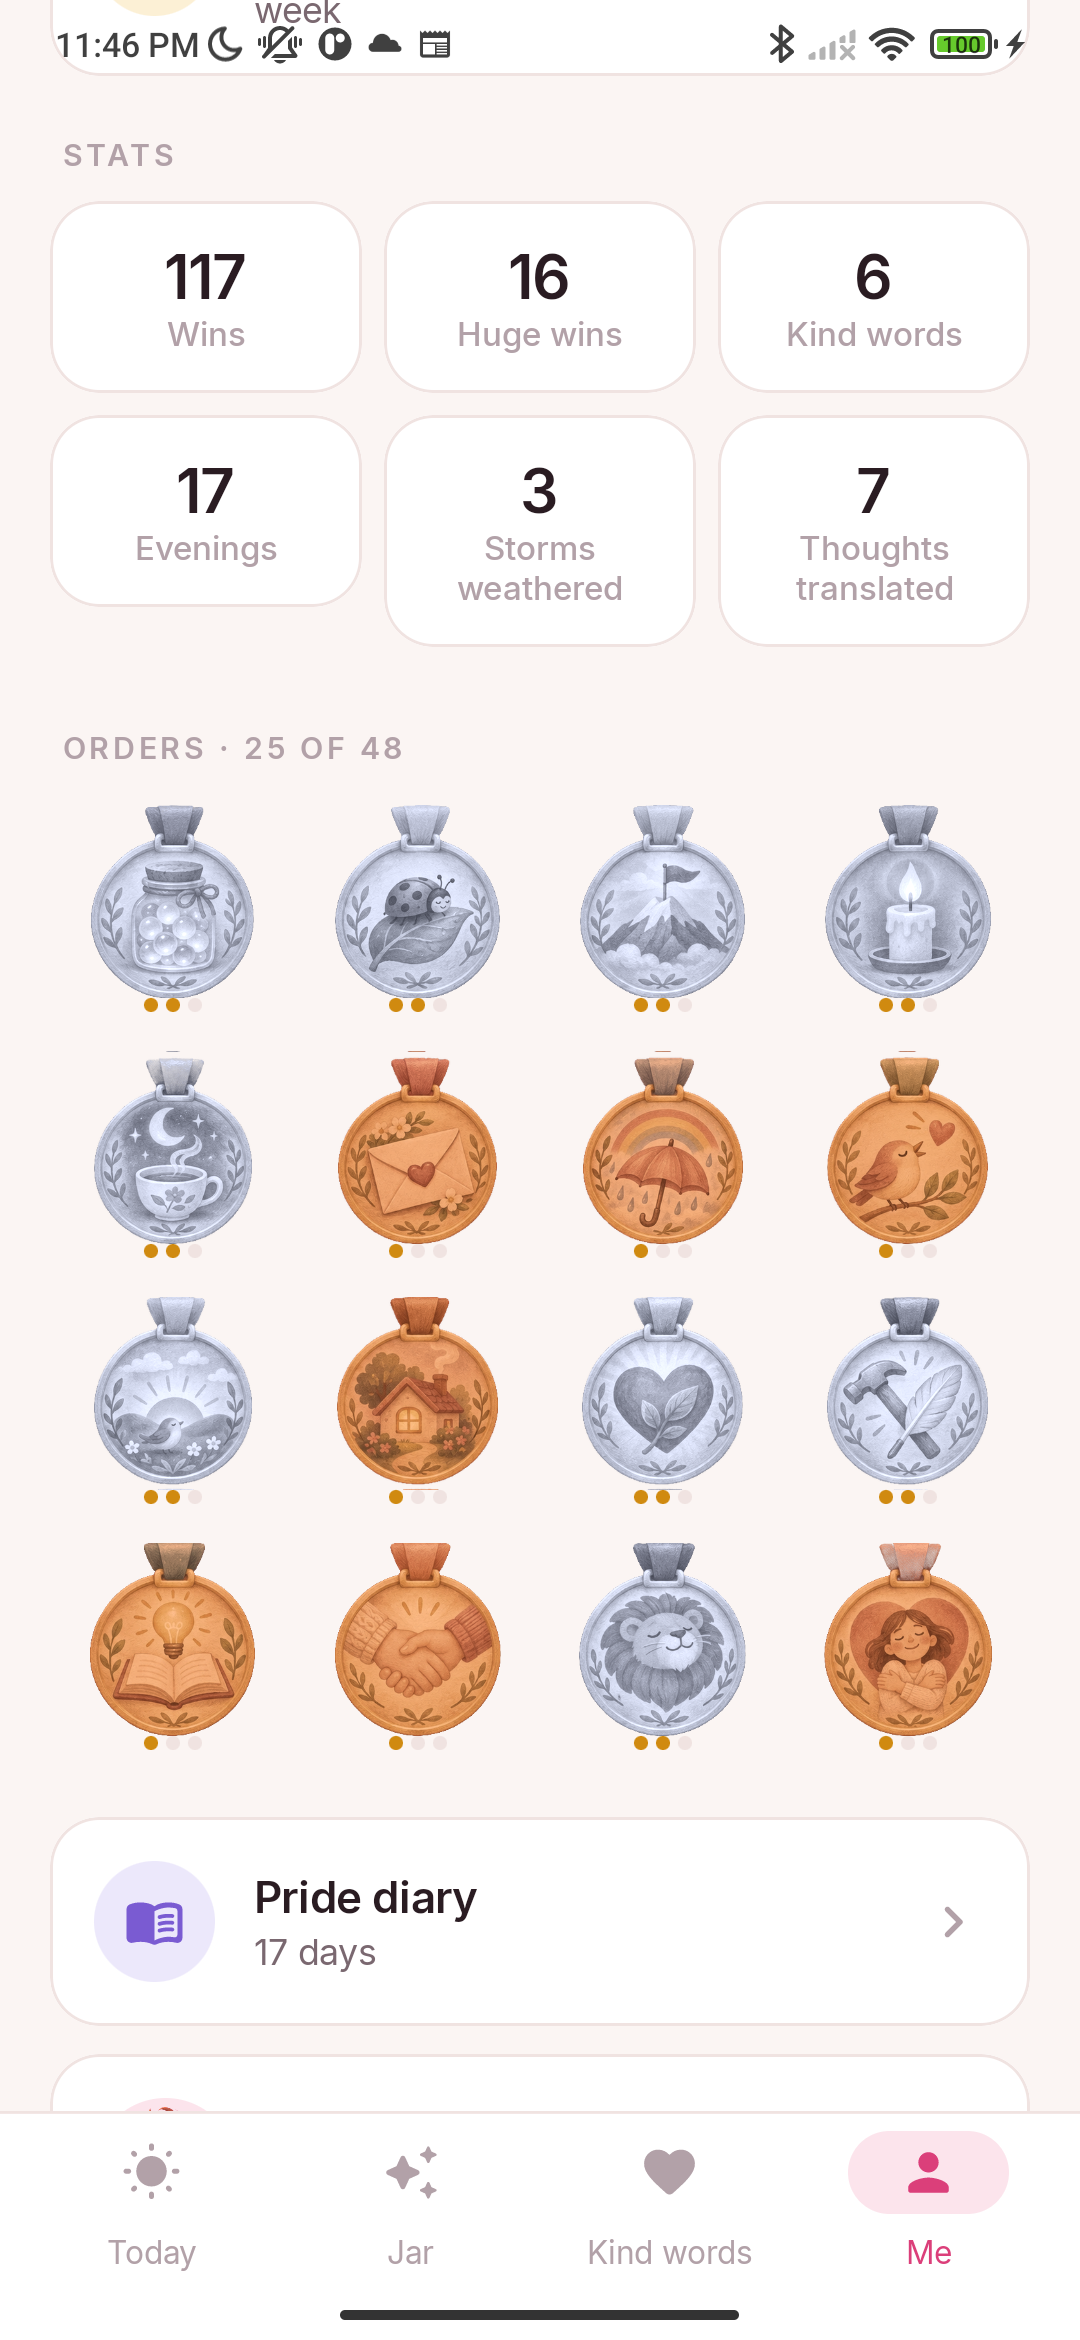 week
11:46 PM
100
STATS
117
Wins
16
Huge wins
6
Kind words
17
Evenings
3
Storms
weathered
7
Thoughts
translated
ORDERS · 25 OF 48
Pride diary
17 days
Today
Jar
Kind words
Me